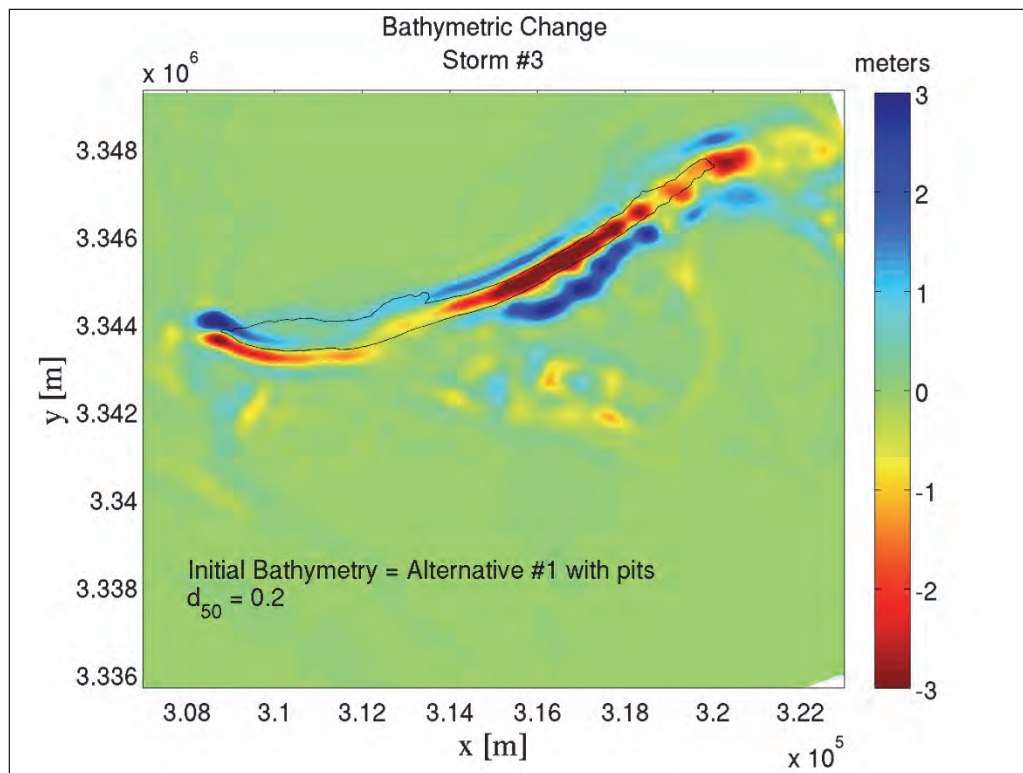 Bathymetric Change
Storm #3
x 10^6
meters
3.348
3.346
3.344
3.342
3.34
3.338
3.336
y [m]
Initial Bathymetry = Alternative #1 with pits
d_50 = 0.2
3.08
3.1
3.12
3.14
3.16
3.18
3.2
3.22
x [m]
x 10^5
3
2
1
0
-1
-2
-3